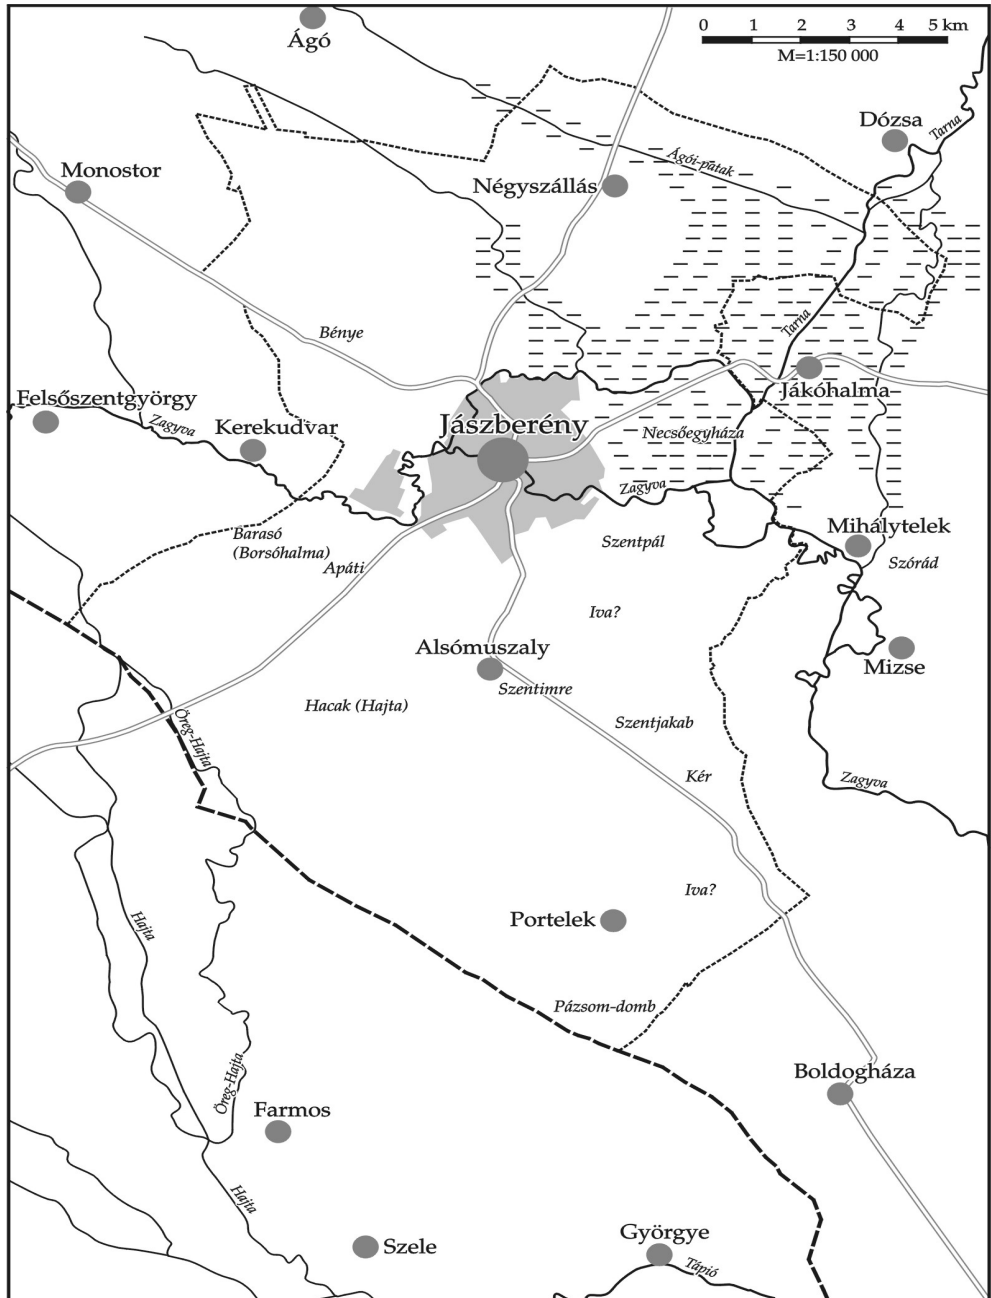 Ágó
0 1 2 3 4 5 km
M=1:150 000
Dózsa
Tarna
Monostor
Négyszállás
Ágói-patak
Bénye
Tarna
Jákóhalma
Felsőszentgyörgy
Zagyva
Kerekudvar
Jászberény
Necsőegyháza
Zagyva
Mihálytelek
Barasó
(Borsóhalma)
Apáti
Szentpál
Szórád
Iva?
Alsómuszaly
Mizse
Szentimre
Hacak (Hajta)
Öreg-Hajta
Szentjakab
Kér
Zagyva
Iva?
Portelek
Hajta
Pázsom-domb
Öreg-Hajta
Boldogháza
Farmos
Hajta
Szele
Györgye
Tápió